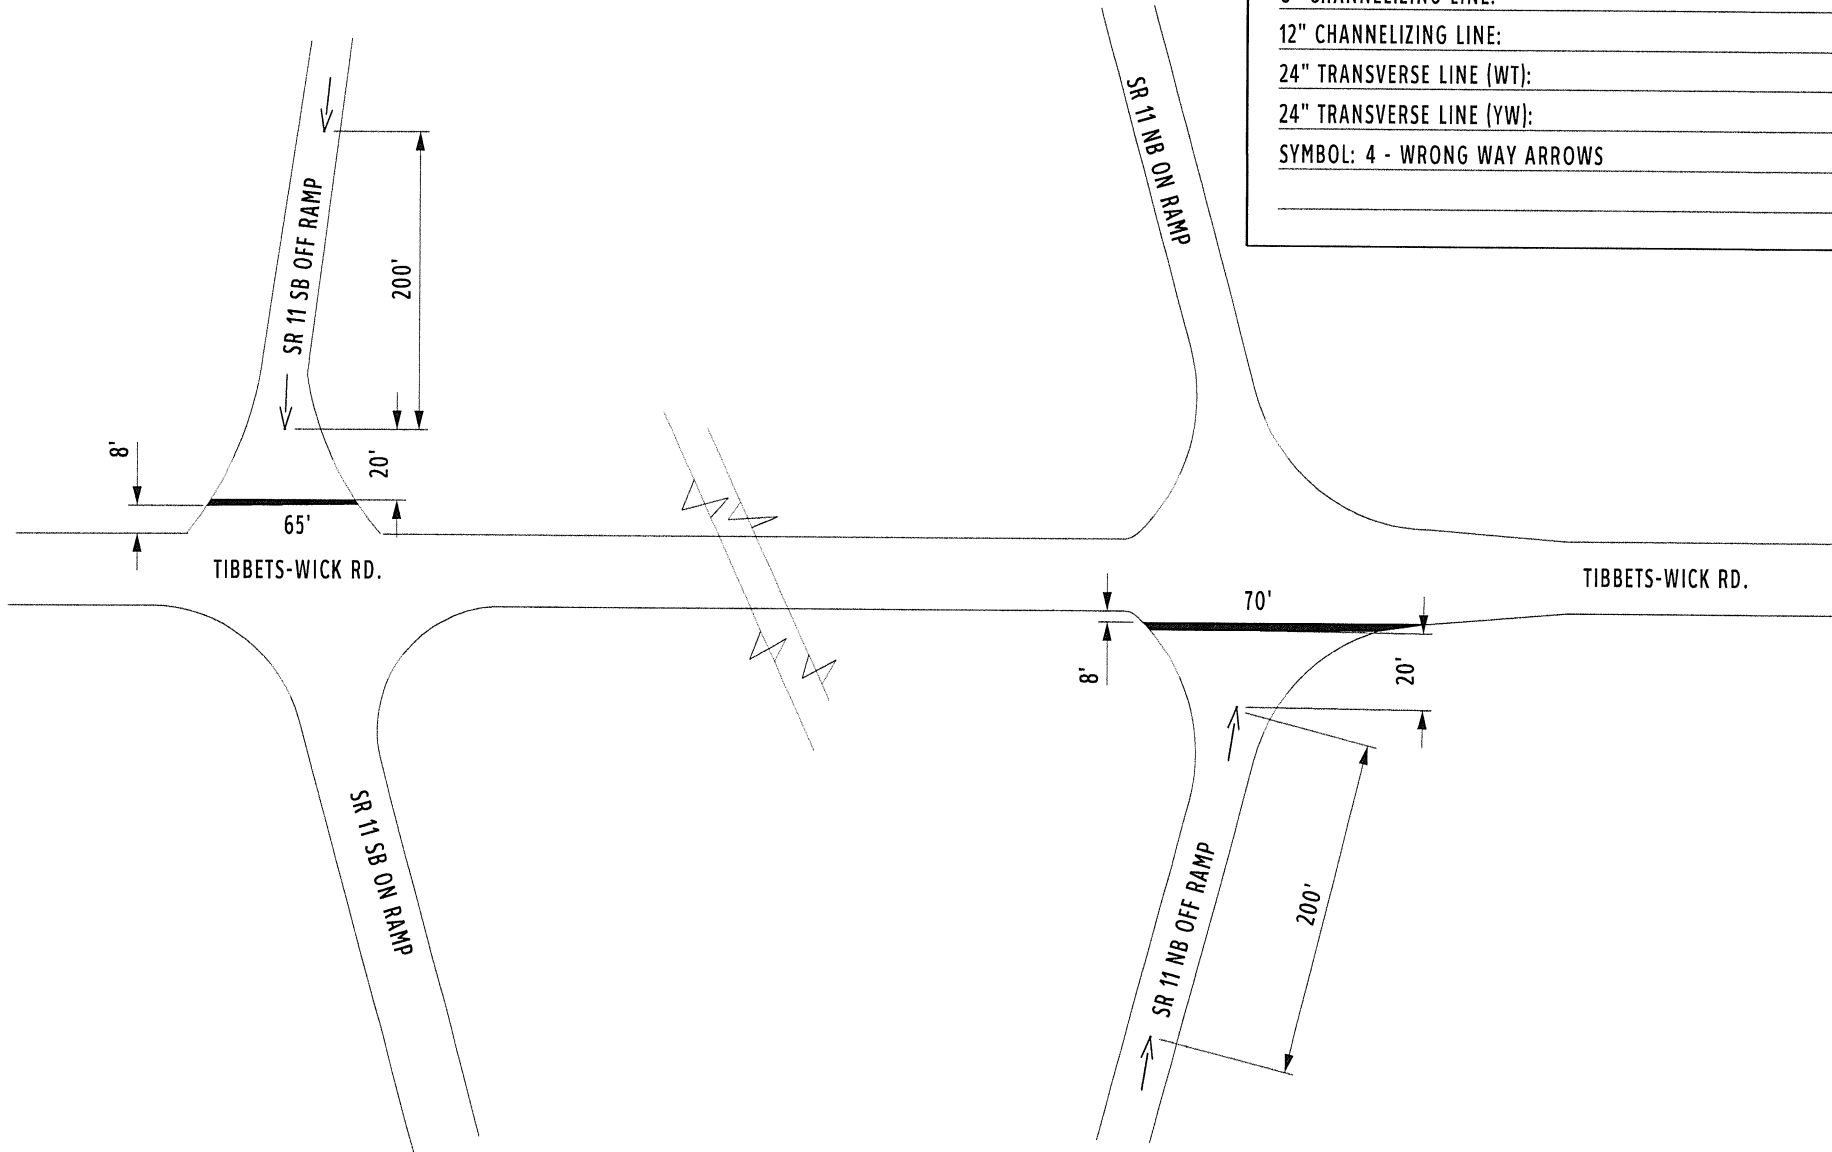 12" CHANNELIZING LINE:
24" TRANSVERSE LINE (WT):
24" TRANSVERSE LINE (YW):
SYMBOL: 4 - WRONG WAY ARROWS
SR 11 NB ON RAMP
SR 11 SB OFF RAMP
200'
8'
20'
65'
TIBBETS-WICK RD.
TIBBETS-WICK RD.
70'
8'
20'
SR 11 SB ON RAMP
SR 11 NB OFF RAMP
200'